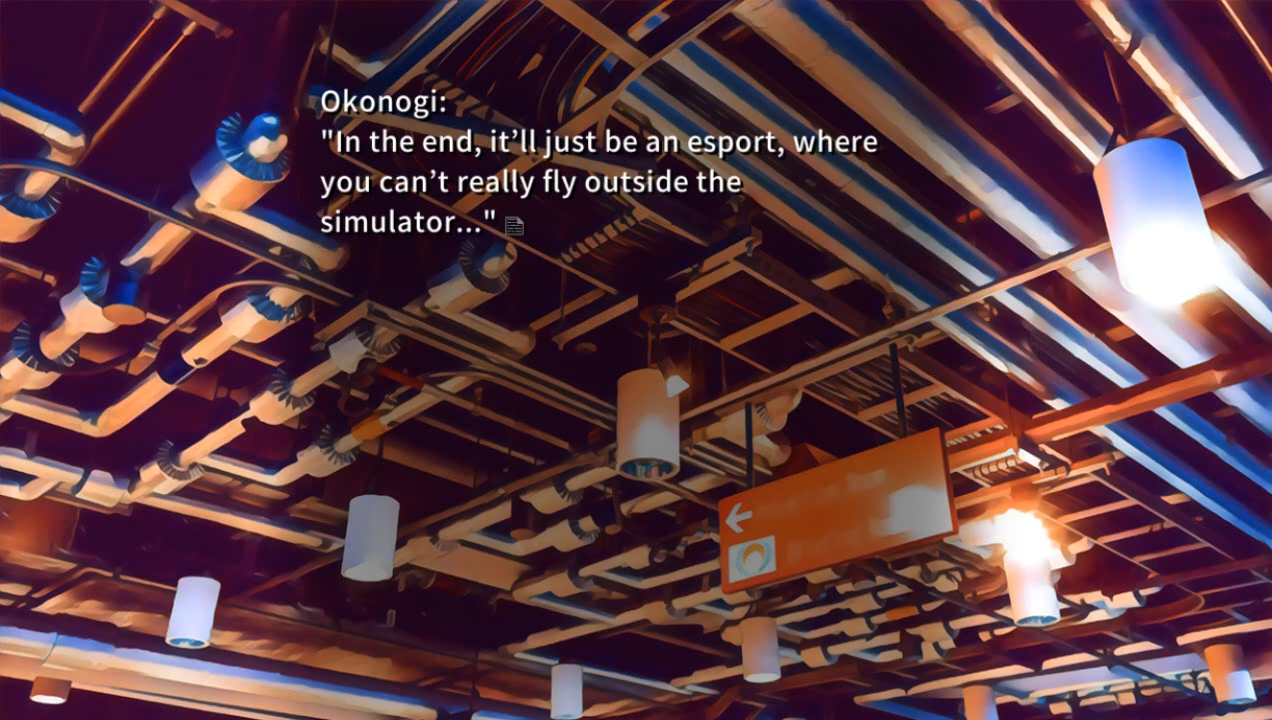 Okonogi:
"In the end, it’ll just be an esport, where
you can’t really fly outside the
simulator..."